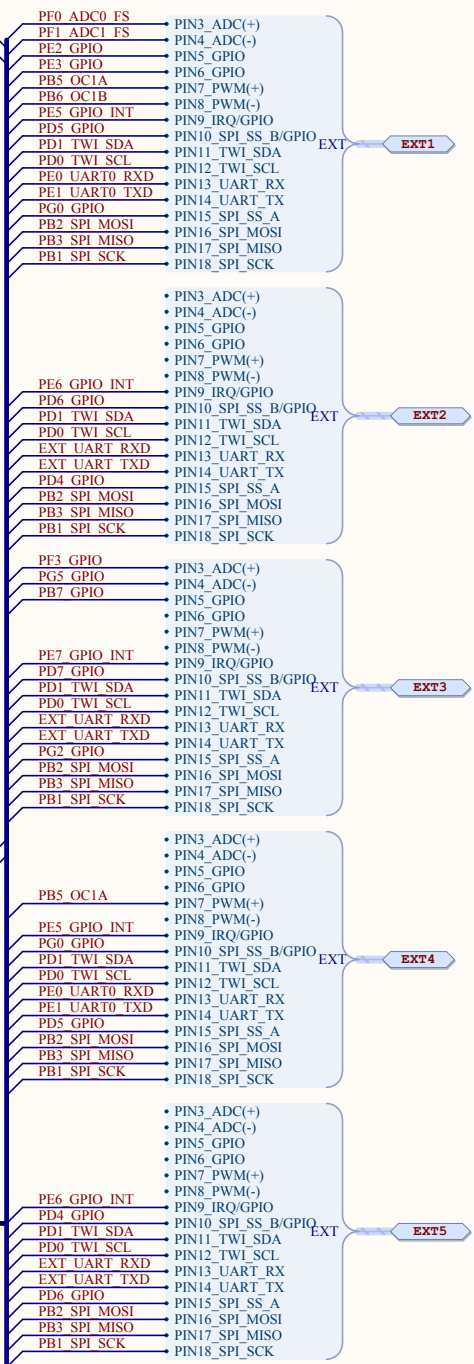 PF0_ADC0_FS PIN3_ADC(+)
PF1_ADC1_FS PIN4_ADC(-)
PE2_GPIO PIN5_GPIO
PE3_GPIO PIN6_GPIO
PB5_OC1A PIN7_PWM(+)
PB6_OC1B PIN8_PWM(-)
PE5_GPIO_INT PIN9_IRQ/GPIO
PD5_GPIO PIN10_SPI_SS_B/GPIO EXT EXT1
PD1_TWI_SDA PIN11_TWI_SDA
PD0_TWI_SCL PIN12_TWI_SCL
PE0_UART0_RXD PIN13_UART_RX
PE1_UART0_TXD PIN14_UART_TX
PG0_GPIO PIN15_SPI_SS_A
PB2_SPI_MOSI PIN16_SPI_MOSI
PB3_SPI_MISO PIN17_SPI_MISO
PB1_SPI_SCK PIN18_SPI_SCK
PIN3_ADC(+)
PIN4_ADC(-)
PIN5_GPIO
PIN6_GPIO
PIN7_PWM(+)
PIN8_PWM(-)
PE6_GPIO_INT PIN9_IRQ/GPIO
PD6_GPIO PIN10_SPI_SS_B/GPIO EXT EXT2
PD1_TWI_SDA PIN11_TWI_SDA
PD0_TWI_SCL PIN12_TWI_SCL
EXT_UART_RXD PIN13_UART_RX
EXT_UART_TXD PIN14_UART_TX
PD4_GPIO PIN15_SPI_SS_A
PB2_SPI_MOSI PIN16_SPI_MOSI
PB3_SPI_MISO PIN17_SPI_MISO
PB1_SPI_SCK PIN18_SPI_SCK
PF3_GPIO PIN3_ADC(+)
PG5_GPIO PIN4_ADC(-)
PB7_GPIO PIN5_GPIO
PIN6_GPIO
PIN7_PWM(+)
PIN8_PWM(-)
PE7_GPIO_INT PIN9_IRQ/GPIO
PD7_GPIO PIN10_SPI_SS_B/GPIO EXT EXT3
PD1_TWI_SDA PIN11_TWI_SDA
PD0_TWI_SCL PIN12_TWI_SCL
EXT_UART_RXD PIN13_UART_RX
EXT_UART_TXD PIN14_UART_TX
PG2_GPIO PIN15_SPI_SS_A
PB2_SPI_MOSI PIN16_SPI_MOSI
PB3_SPI_MISO PIN17_SPI_MISO
PB1_SPI_SCK PIN18_SPI_SCK
PIN3_ADC(+)
PIN4_ADC(-)
PIN5_GPIO
PIN6_GPIO
PB5_OC1A PIN7_PWM(+)
PIN8_PWM(-)
PE5_GPIO_INT PIN9_IRQ/GPIO
PG0_GPIO PIN10_SPI_SS_B/GPIO EXT EXT4
PD1_TWI_SDA PIN11_TWI_SDA
PD0_TWI_SCL PIN12_TWI_SCL
PE0_UART0_RXD PIN13_UART_RX
PE1_UART0_TXD PIN14_UART_TX
PD5_GPIO PIN15_SPI_SS_A
PB2_SPI_MOSI PIN16_SPI_MOSI
PB3_SPI_MISO PIN17_SPI_MISO
PB1_SPI_SCK PIN18_SPI_SCK
PIN3_ADC(+)
PIN4_ADC(-)
PIN5_GPIO
PIN6_GPIO
PIN7_PWM(+)
PIN8_PWM(-)
PE6_GPIO_INT PIN9_IRQ/GPIO
PD4_GPIO PIN10_SPI_SS_B/GPIO EXT EXT5
PD1_TWI_SDA PIN11_TWI_SDA
PD0_TWI_SCL PIN12_TWI_SCL
EXT_UART_RXD PIN13_UART_RX
EXT_UART_TXD PIN14_UART_TX
PD6_GPIO PIN15_SPI_SS_A
PB2_SPI_MOSI PIN16_SPI_MOSI
PB3_SPI_MISO PIN17_SPI_MISO
PB1_SPI_SCK PIN18_SPI_SCK